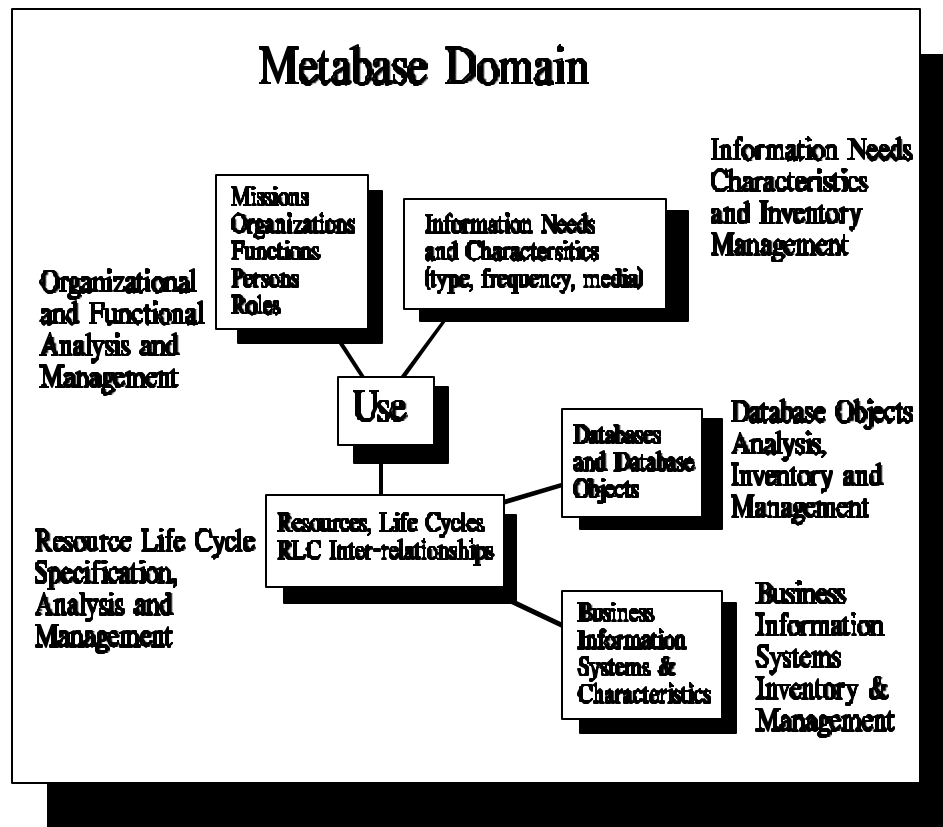 Metabase Domain
Information Needs
Characteristics
and Inventory
Management
Missions
Organizations
Functions
Persons
Roles
Information Needs
and Charactersitics
(type, frequency, media)
Organizational
and Functional
Analysis and
Management
Use
Databases
and Database
Objects
Database Objects
Analysis,
Inventory and
Management
Resources, Life Cycles
RLC Inter-relationships
Resource Life Cycle
Specification,
Analysis and
Management
Business
Information
Systems &
Characteristics
Business
Information
Systems
Inventory &
Management